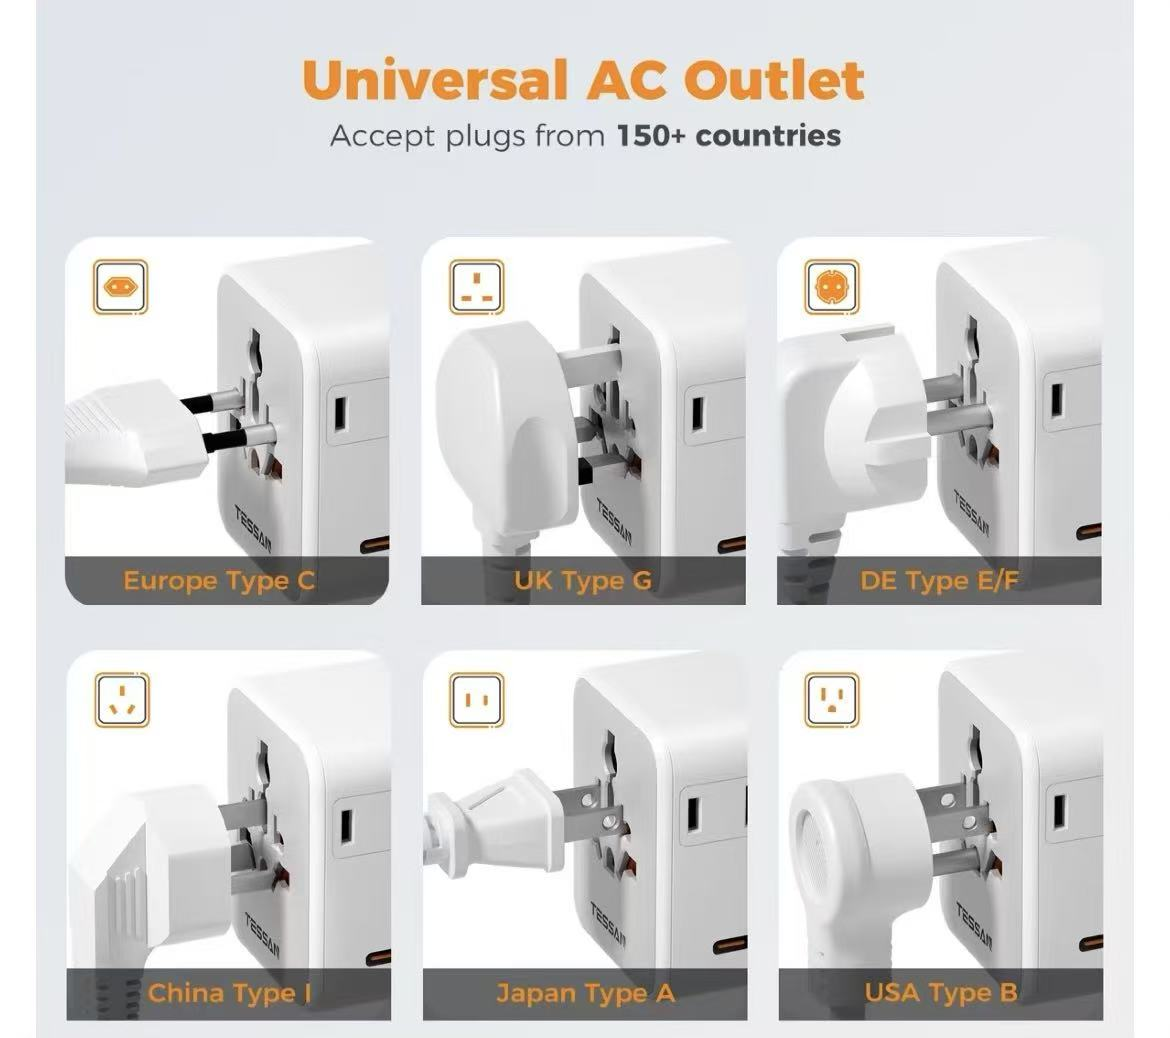 Universal AC Outlet
Accept plugs from 150+ countries
TESSAN
Europe Type C
TESSAN
UK Type G
TESSAN
DE Type E/F
TESSAN
China Type I
TESSAN
Japan Type A
TESSAN
USA Type B